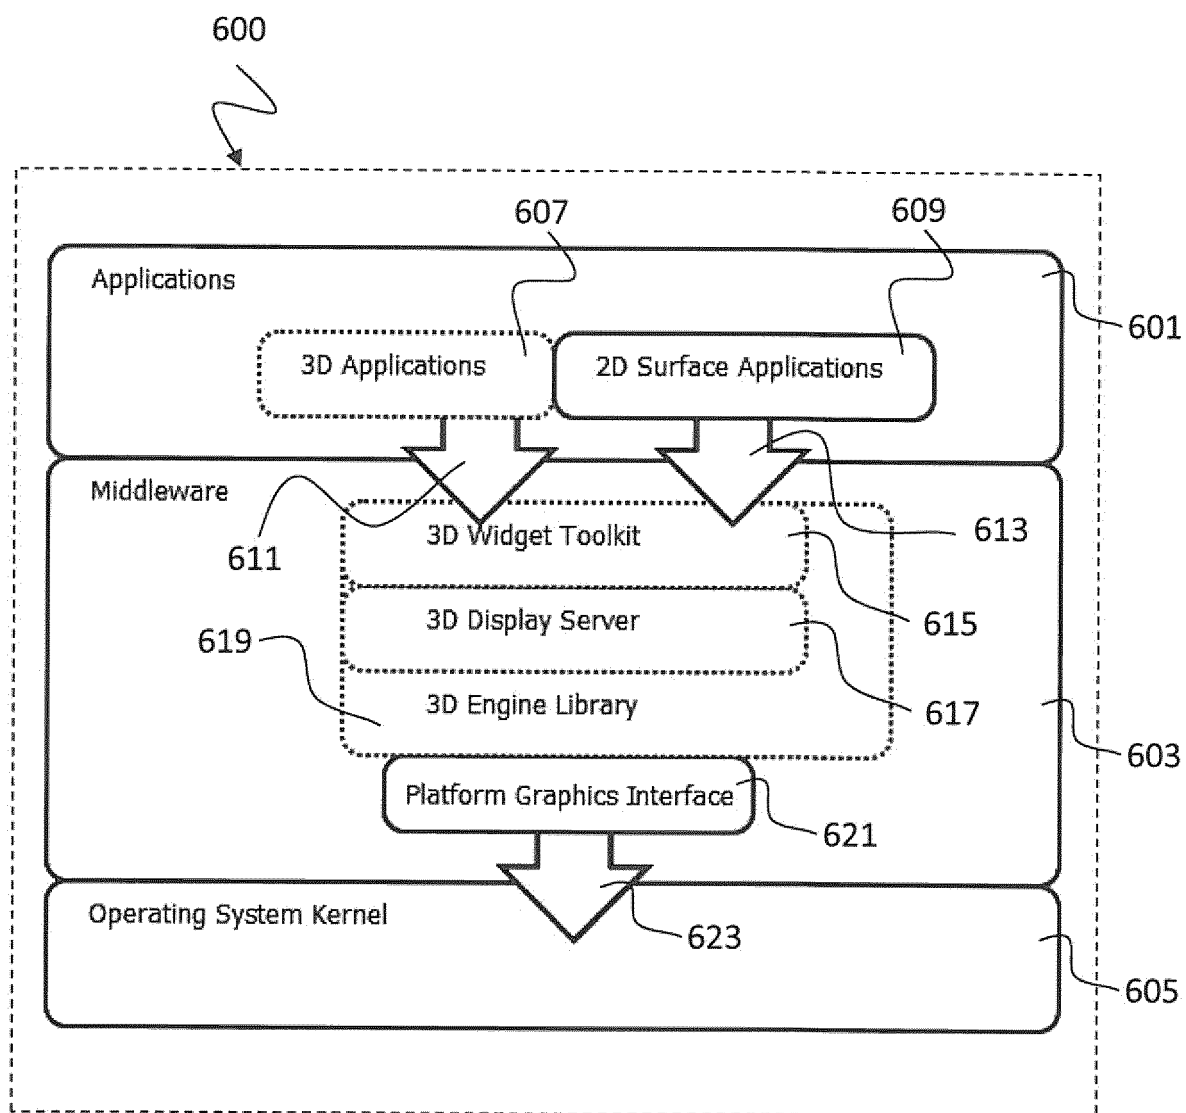 600
607
609
Applications
601
3D Applications
2D Surface Applications
Middleware
611
613
3D Widget Toolkit
615
3D Display Server
619
617
3D Engine Library
603
Platform Graphics Interface
621
Operating System Kernel
623
605